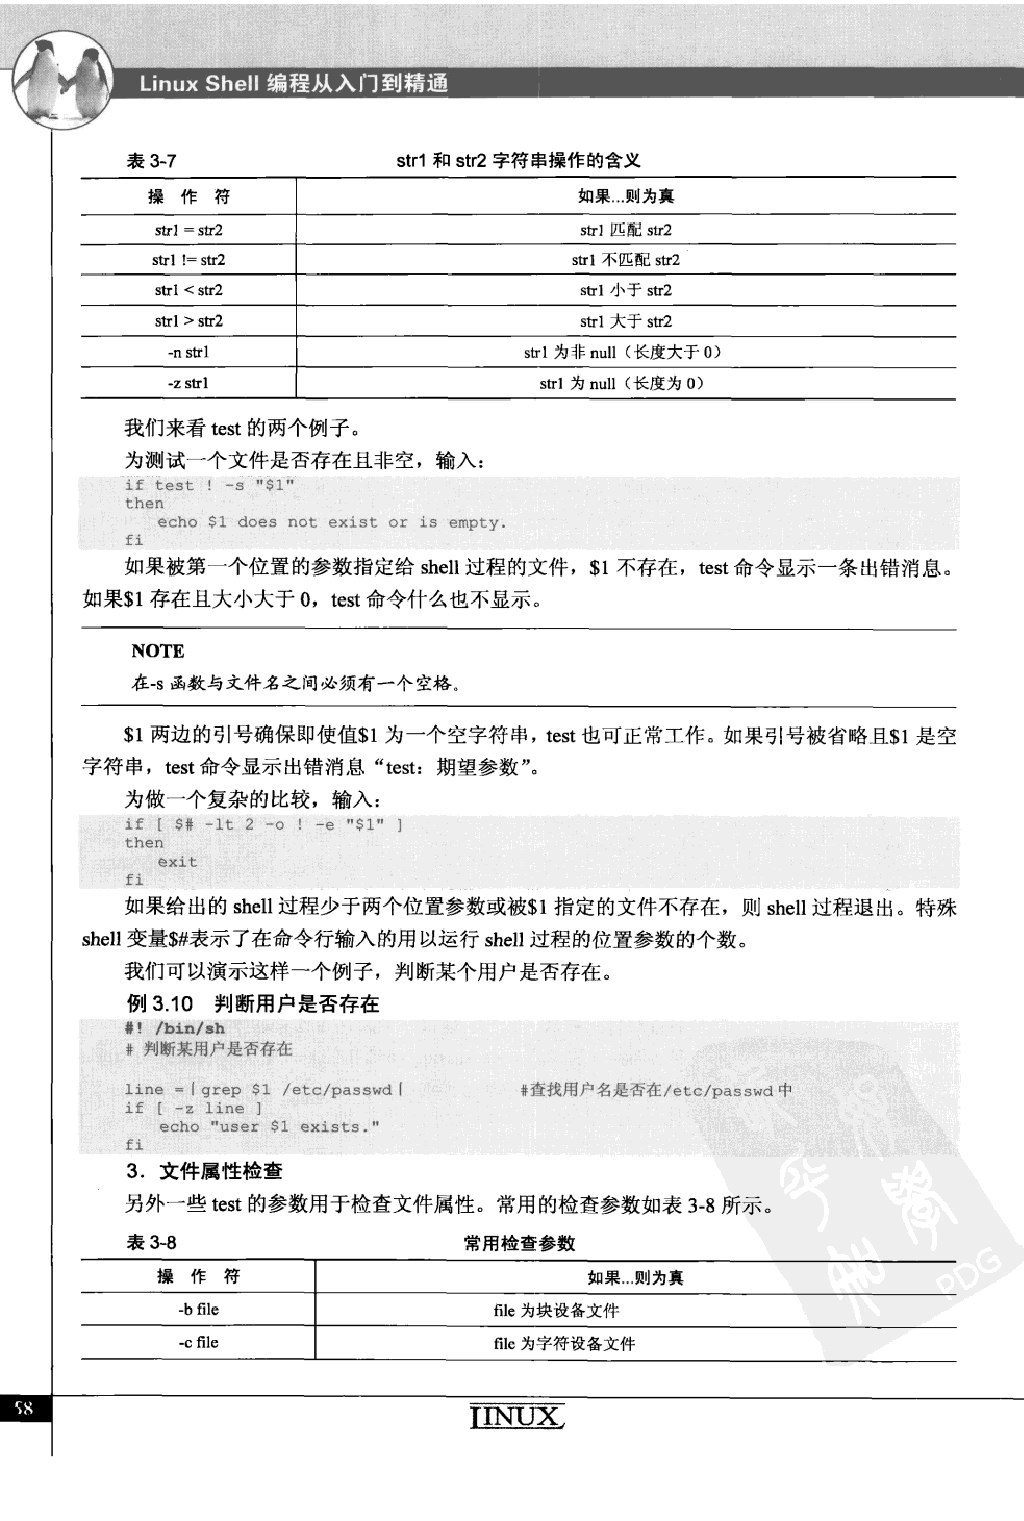 Linux Shell 编程从入门到精通
表 3-7 str1 和 str2 字符串操作的含义
操 作 符 如果...则为真
str1 = str2 str1 匹配 str2
str1 != str2 str1 不匹配 str2
str1 < str2 str1 小于 str2
str1 > str2 str1 大于 str2
-n str1 str1 为非 null（长度大于 0）
-z str1 str1 为 null（长度为 0）
我们来看 test 的两个例子。
为测试一个文件是否存在且非空，输入：
if test ! -s "$1"
then
echo $1 does not exist or is empty.
fi
如果被第一个位置的参数指定给 shell 过程的文件，$1 不存在，test 命令显示一条出错消息。
如果$1 存在且大小大于 0，test 命令什么也不显示。
NOTE
在-s 函数与文件名之间必须有一个空格。
$1 两边的引号确保即使值$1 为一个空字符串，test 也可正常工作。如果引号被省略且$1 是空
字符串，test 命令显示出错消息“test：期望参数”。
为做一个复杂的比较，输入：
if [ $# -lt 2 -o ! -e "$1" ]
then
exit
fi
如果给出的 shell 过程少于两个位置参数或被$1 指定的文件不存在，则 shell 过程退出。特殊
shell 变量$#表示了在命令行输入的用以运行 shell 过程的位置参数的个数。
我们可以演示这样一个例子，判断某个用户是否存在。
例 3.10 判断用户是否存在
#! /bin/sh
# 判断某用户是否存在
line =|grep $1 /etc/passwd| #查找用户名是否在/etc/passwd 中
if [ -z line ]
echo "user $1 exists."
fi
3．文件属性检查
另外一些 test 的参数用于检查文件属性。常用的检查参数如表 3-8 所示。
表 3-8 常用检查参数
操 作 符 如果...则为真
-b file file 为块设备文件
-c file file 为字符设备文件
PDG
58
LINUX